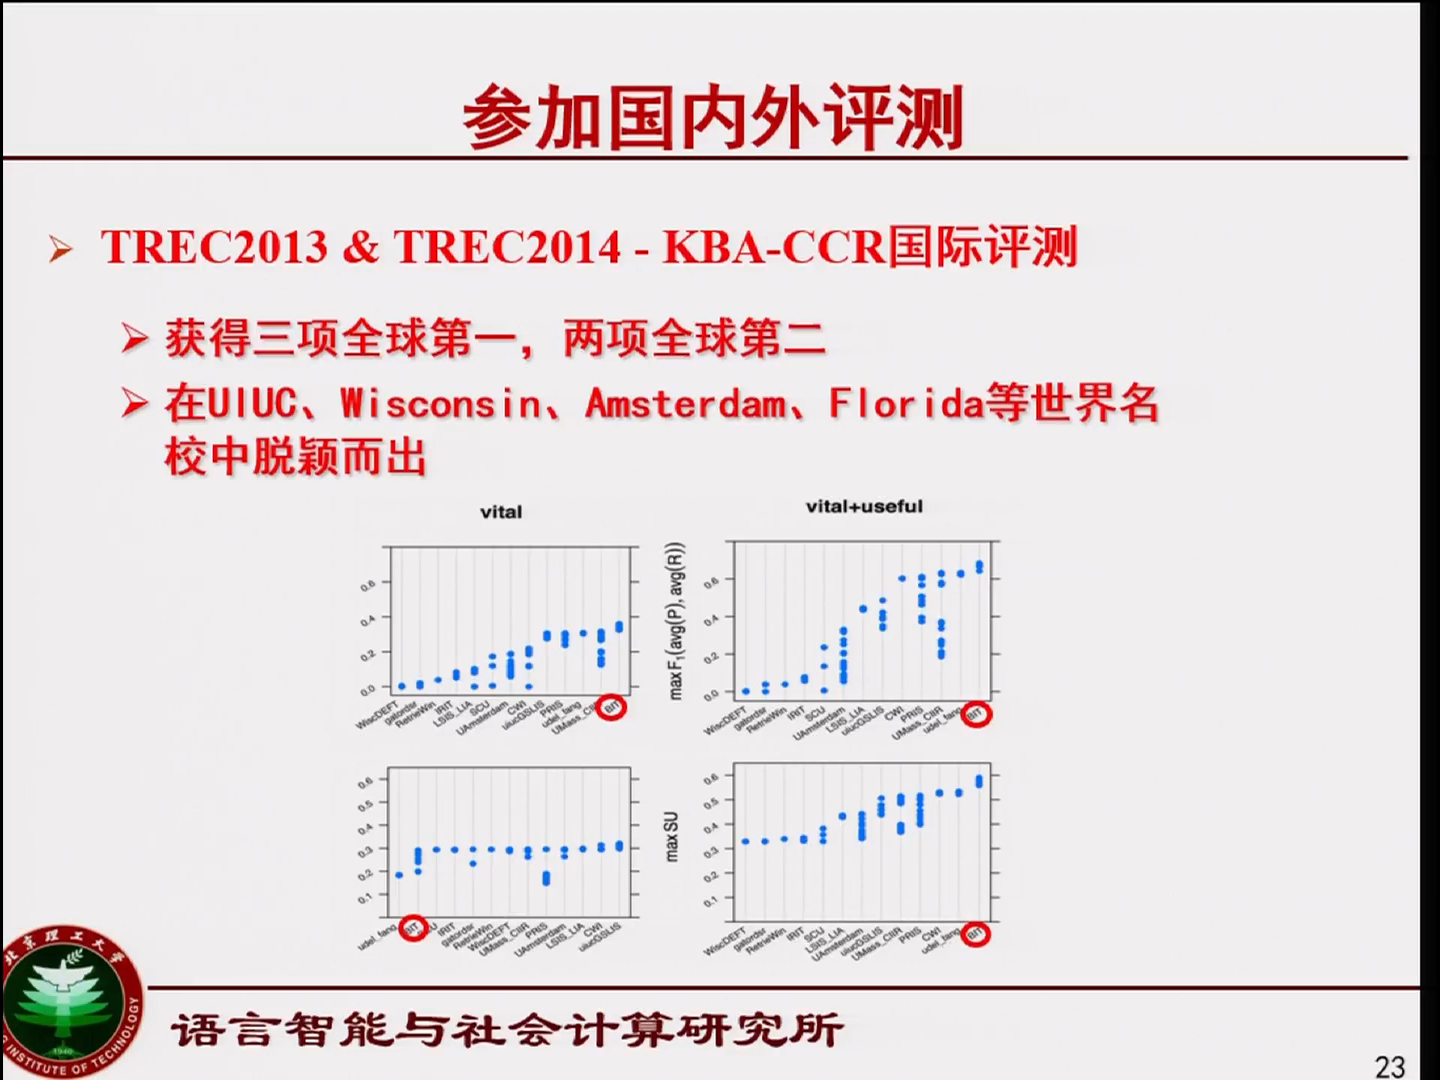 参加国内外评测
TREC2013 & TREC2014 - KBA-CCR国际评测
获得三项全球第一，两项全球第二
在UIUC、Wisconsin、Amsterdam、Florida等世界名
校中脱颖而出
vital
vital+useful
max F1(avg(P), avg(R))
0.6
0.4
0.2
0.0
WiscDEFT
gatordsr
RetrieWin
IRIT
LSIS_LIA
SCU
UAmsterdam
CWI
uiucGSLIS
PRIS
udel_fang
UMass_CIIR
BIT
0.6
0.4
0.2
0.0
WiscDEFT
gatordsr
RetrieWin
IRIT
SCU
UAmsterdam
LSIS_LIA
uiucGSLIS
CWI
PRIS
UMass_CIIR
udel_fang
BIT
max SU
0.6
0.5
0.4
0.3
0.2
0.1
udel_fang
BIT
IRIT
gatordsr
RetrieWin
WiscDEFT
UMass_CIIR
PRIS
UAmsterdam
LSIS_LIA
CWI
uiucGSLIS
0.6
0.5
0.4
0.3
0.2
0.1
WiscDEFT
gatordsr
RetrieWin
IRIT
SCU
LSIS_LIA
UAmsterdam
uiucGSLIS
UMass_CIIR
PRIS
CWI
udel_fang
BIT
北京理工大学
INSTITUTE OF TECHNOLOGY
1940
语言智能与社会计算研究所
23